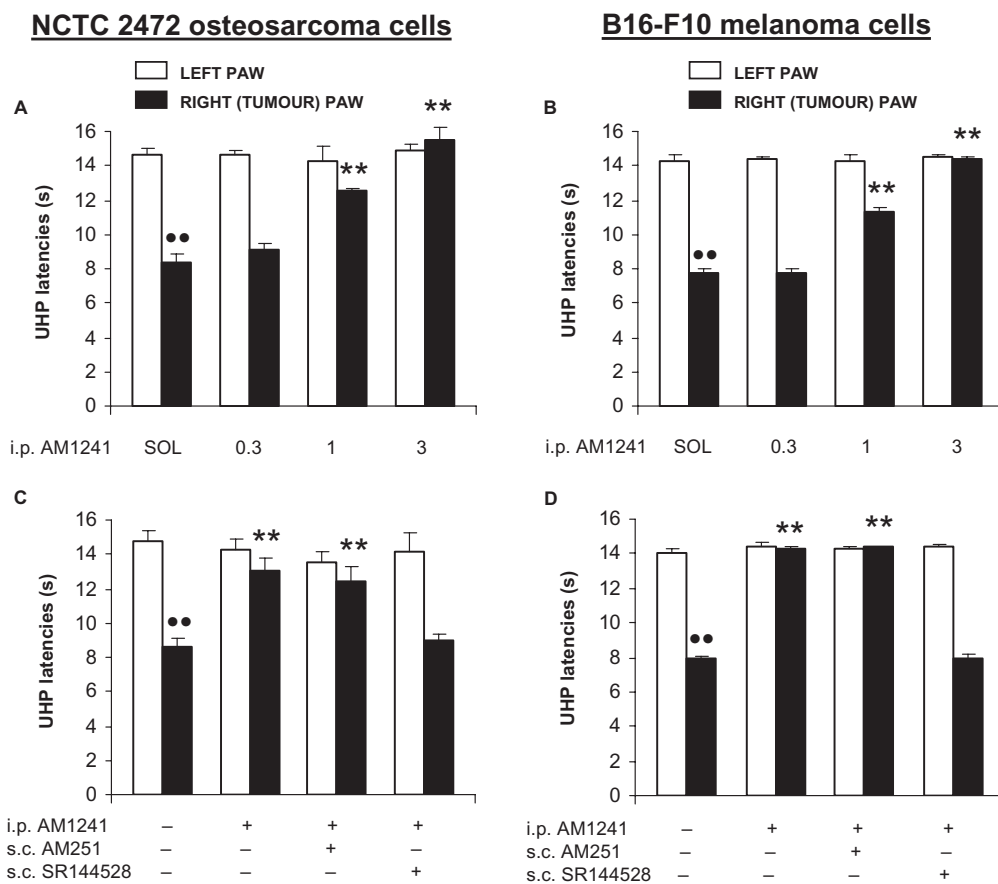 NCTC 2472 osteosarcoma cells
B16-F10 melanoma cells
LEFT PAW
RIGHT (TUMOUR) PAW
LEFT PAW
RIGHT (TUMOUR) PAW
A
UHP latencies (s)
16
14
12
10
8
6
4
2
0
••
**
**
i.p. AM1241 SOL 0.3 1 3
B
UHP latencies (s)
16
14
12
10
8
6
4
2
0
••
**
**
i.p. AM1241 SOL 0.3 1 3
C
UHP latencies (s)
16
14
12
10
8
6
4
2
0
••
**
**
i.p. AM1241 – + + +
s.c. AM251 – – + –
s.c. SR144528 – – – +
D
UHP latencies (s)
16
14
12
10
8
6
4
2
0
••
**
**
i.p. AM1241 – + + +
s.c. AM251 – – + –
s.c. SR144528 – – – +